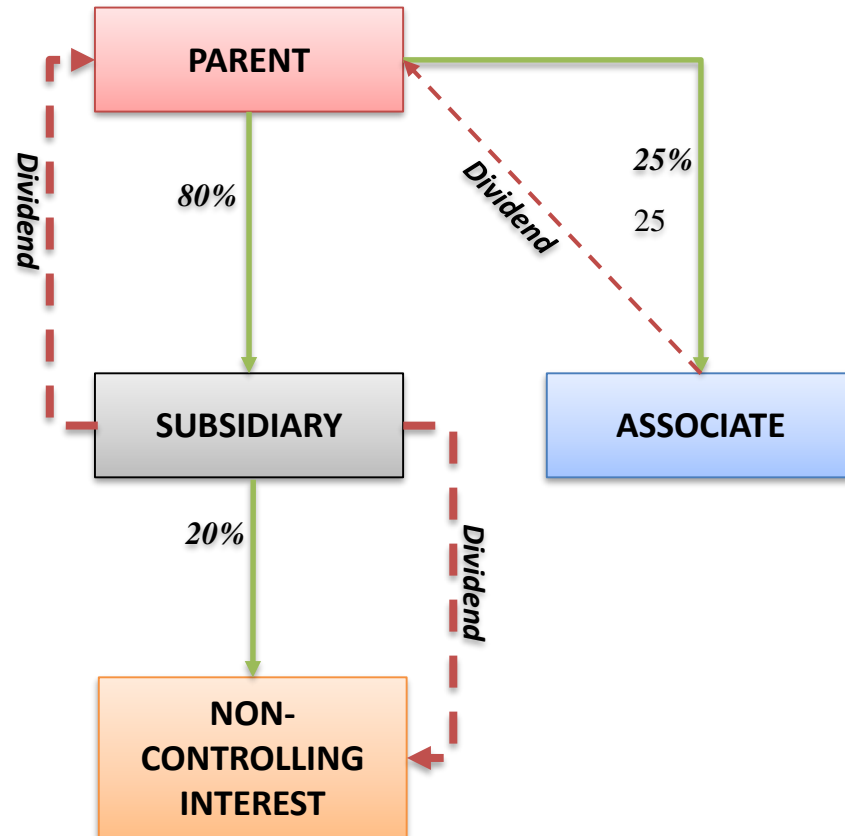 PARENT
Dividend
80%
Dividend
25%
25
SUBSIDIARY
ASSOCIATE
20%
Dividend
NON-
CONTROLLING
INTEREST